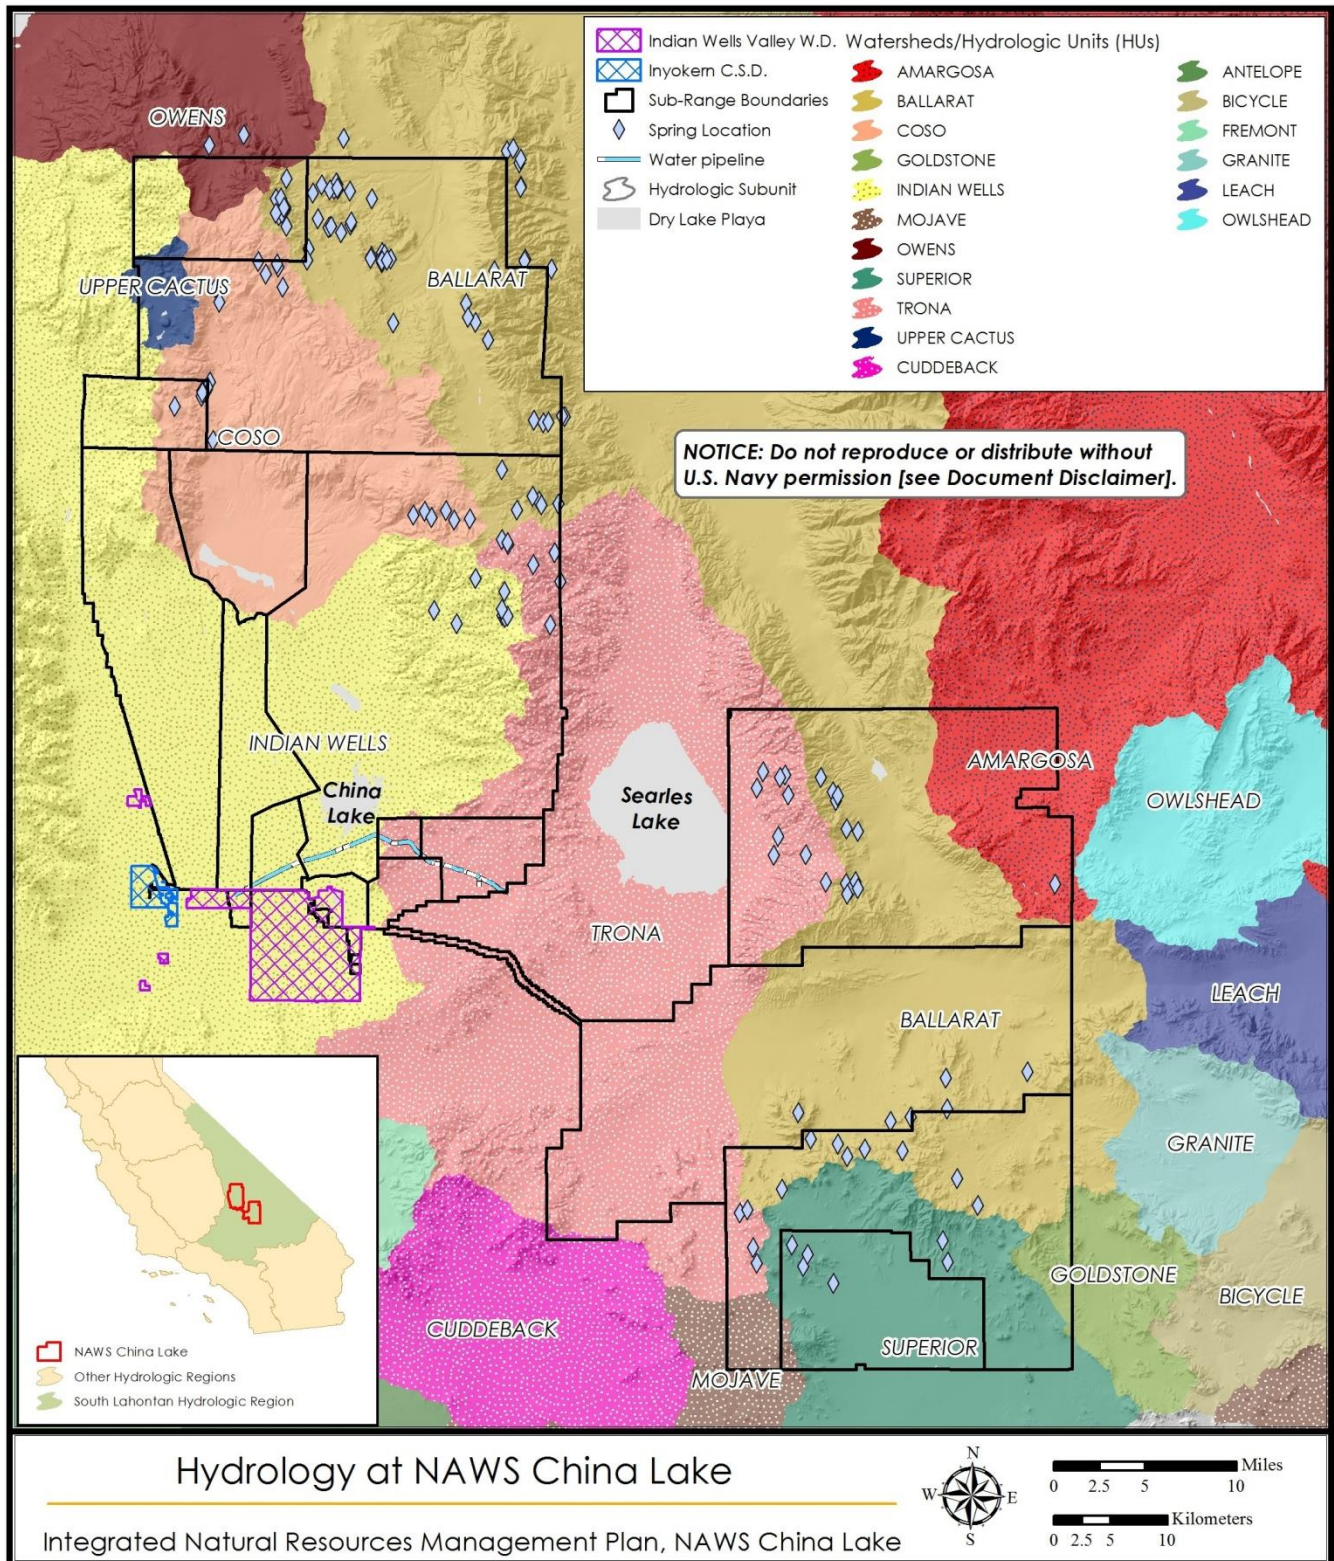 Indian Wells Valley W.D.
Inyokern C.S.D.
Sub-Range Boundaries
Spring Location
Water pipeline
Hydrologic Subunit
Dry Lake Playa
Watersheds/Hydrologic Units (HUs)
AMARGOSA
BALLARAT
COSO
GOLDSTONE
INDIAN WELLS
MOJAVE
OWENS
SUPERIOR
TRONA
UPPER CACTUS
CUDDEBACK
ANTELOPE
BICYCLE
FREMONT
GRANITE
LEACH
OWLSHEAD
OWENS
UPPER CACTUS
BALLARAT
COSO
NOTICE: Do not reproduce or distribute without
U.S. Navy permission [see Document Disclaimer].
INDIAN WELLS
China
Lake
Searles
Lake
AMARGOSA
OWLSHEAD
TRONA
LEACH
BALLARAT
GRANITE
GOLDSTONE
BICYCLE
CUDDEBACK
SUPERIOR
MOJAVE
NAWS China Lake
Other Hydrologic Regions
South Lahontan Hydrologic Region
Hydrology at NAWS China Lake
Integrated Natural Resources Management Plan, NAWS China Lake
N
W E
S
Miles
0 2.5 5 10
Kilometers
0 2.5 5 10